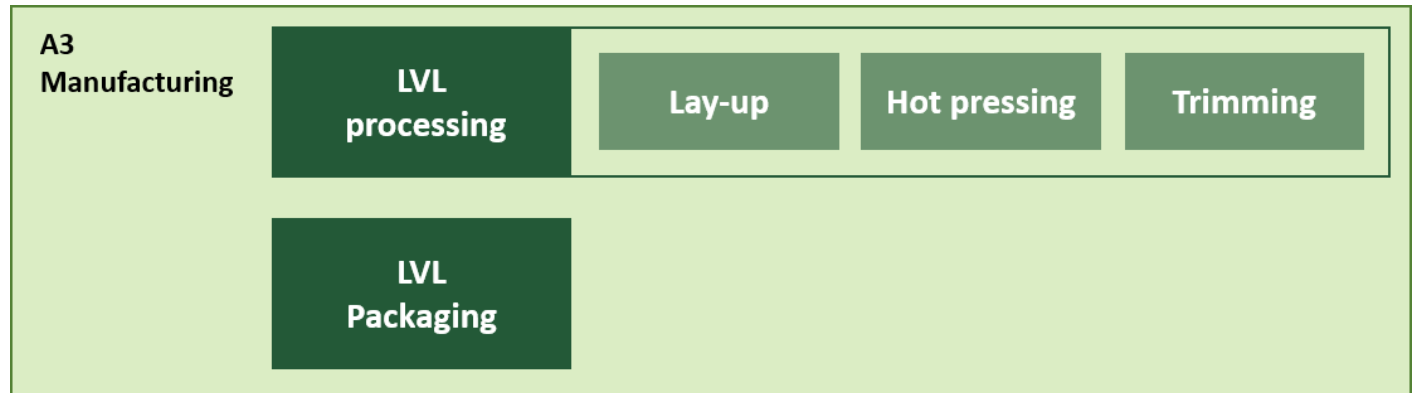 A3
Manufacturing
LVL
processing
Lay-up
Hot pressing
Trimming
LVL
Packaging